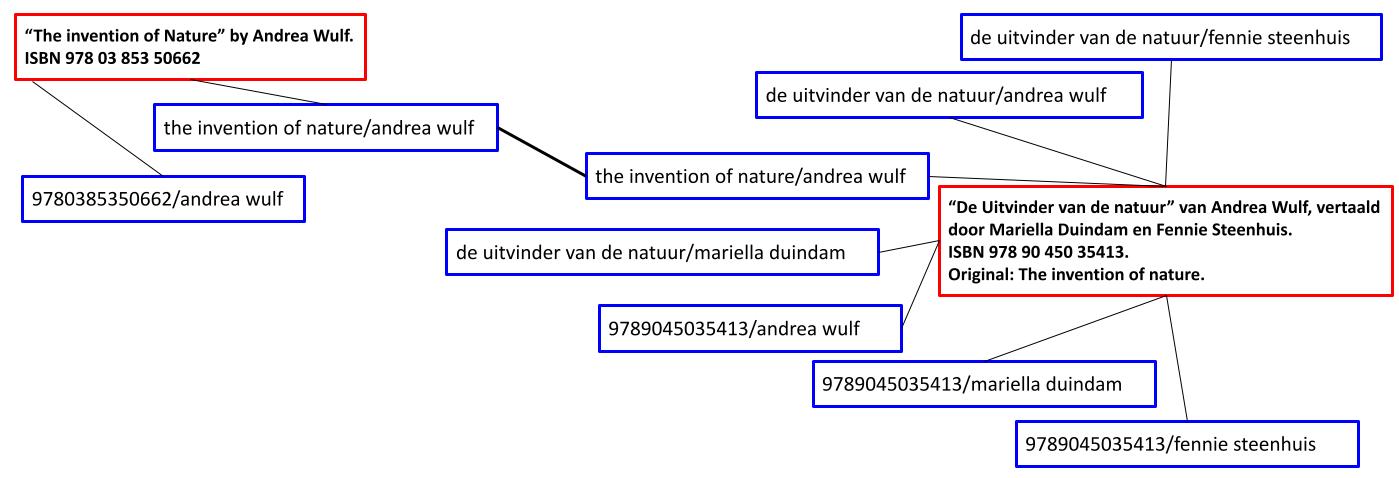 “The invention of Nature” by Andrea Wulf.
ISBN 978 03 853 50662
the invention of nature/andrea wulf
9780385350662/andrea wulf
de uitvinder van de natuur/fennie steenhuis
de uitvinder van de natuur/andrea wulf
the invention of nature/andrea wulf
“De Uitvinder van de natuur” van Andrea Wulf, vertaald
door Mariella Duindam en Fennie Steenhuis.
ISBN 978 90 450 35413.
Original: The invention of nature.
de uitvinder van de natuur/mariella duindam
9789045035413/andrea wulf
9789045035413/mariella duindam
9789045035413/fennie steenhuis